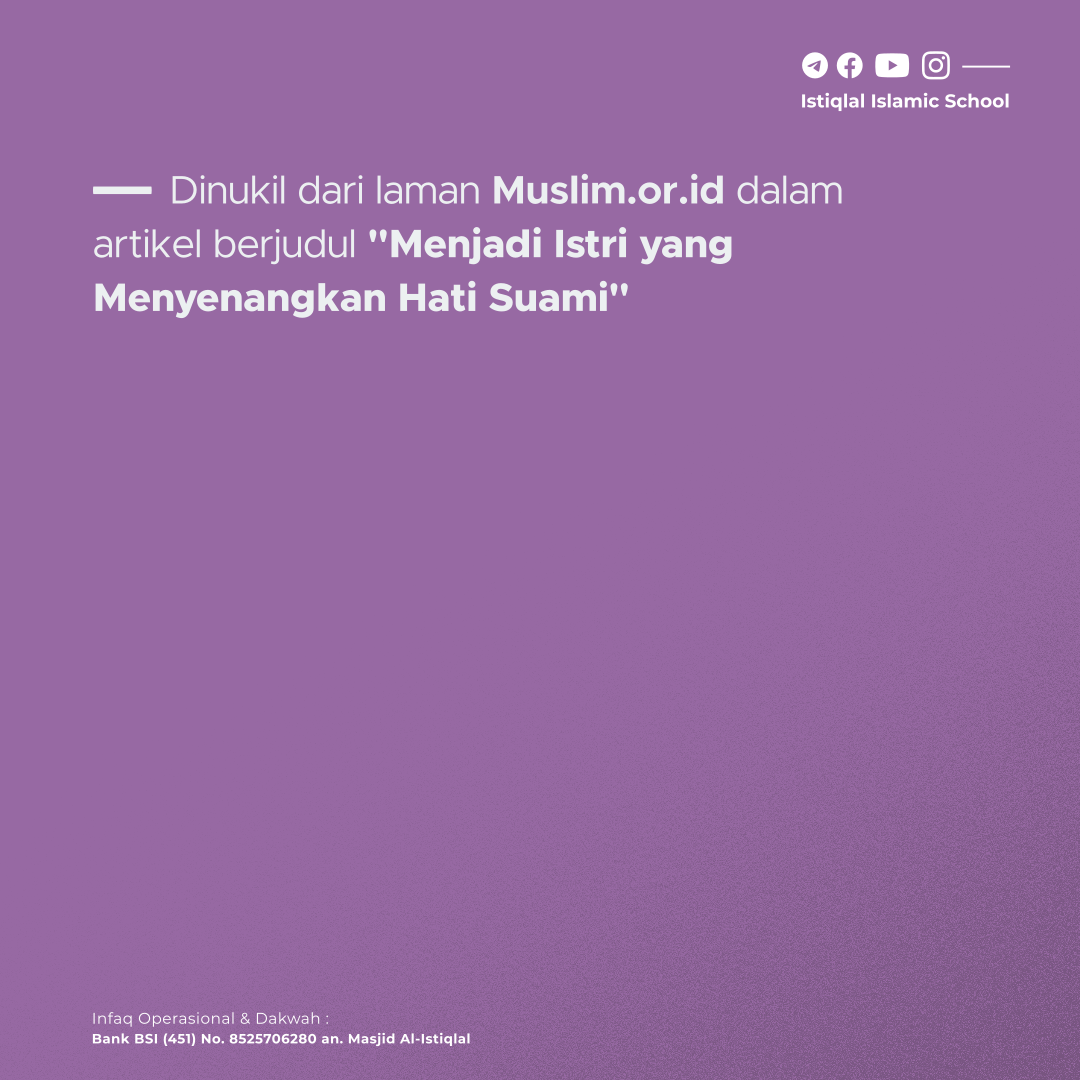 Istiqlal Islamic School
Dinukil dari laman Muslim.or.id dalam
artikel berjudul "Menjadi Istri yang
Menyenangkan Hati Suami"
Infaq Operasional & Dakwah :
Bank BSI (451) No. 8525706280 an. Masjid Al-Istiqlal